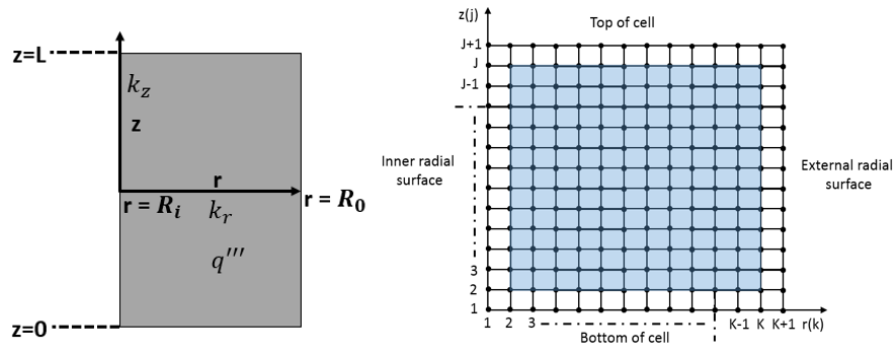 z=L
k_z
z
r
r = R_i
r = R_0
k_r
q'''
z=0
z(j)
Top of cell
J+1
J
J-1
Inner radial
surface
External radial
surface
3
2
1
1 2 3 K-1 K K+1 r(k)
Bottom of cell